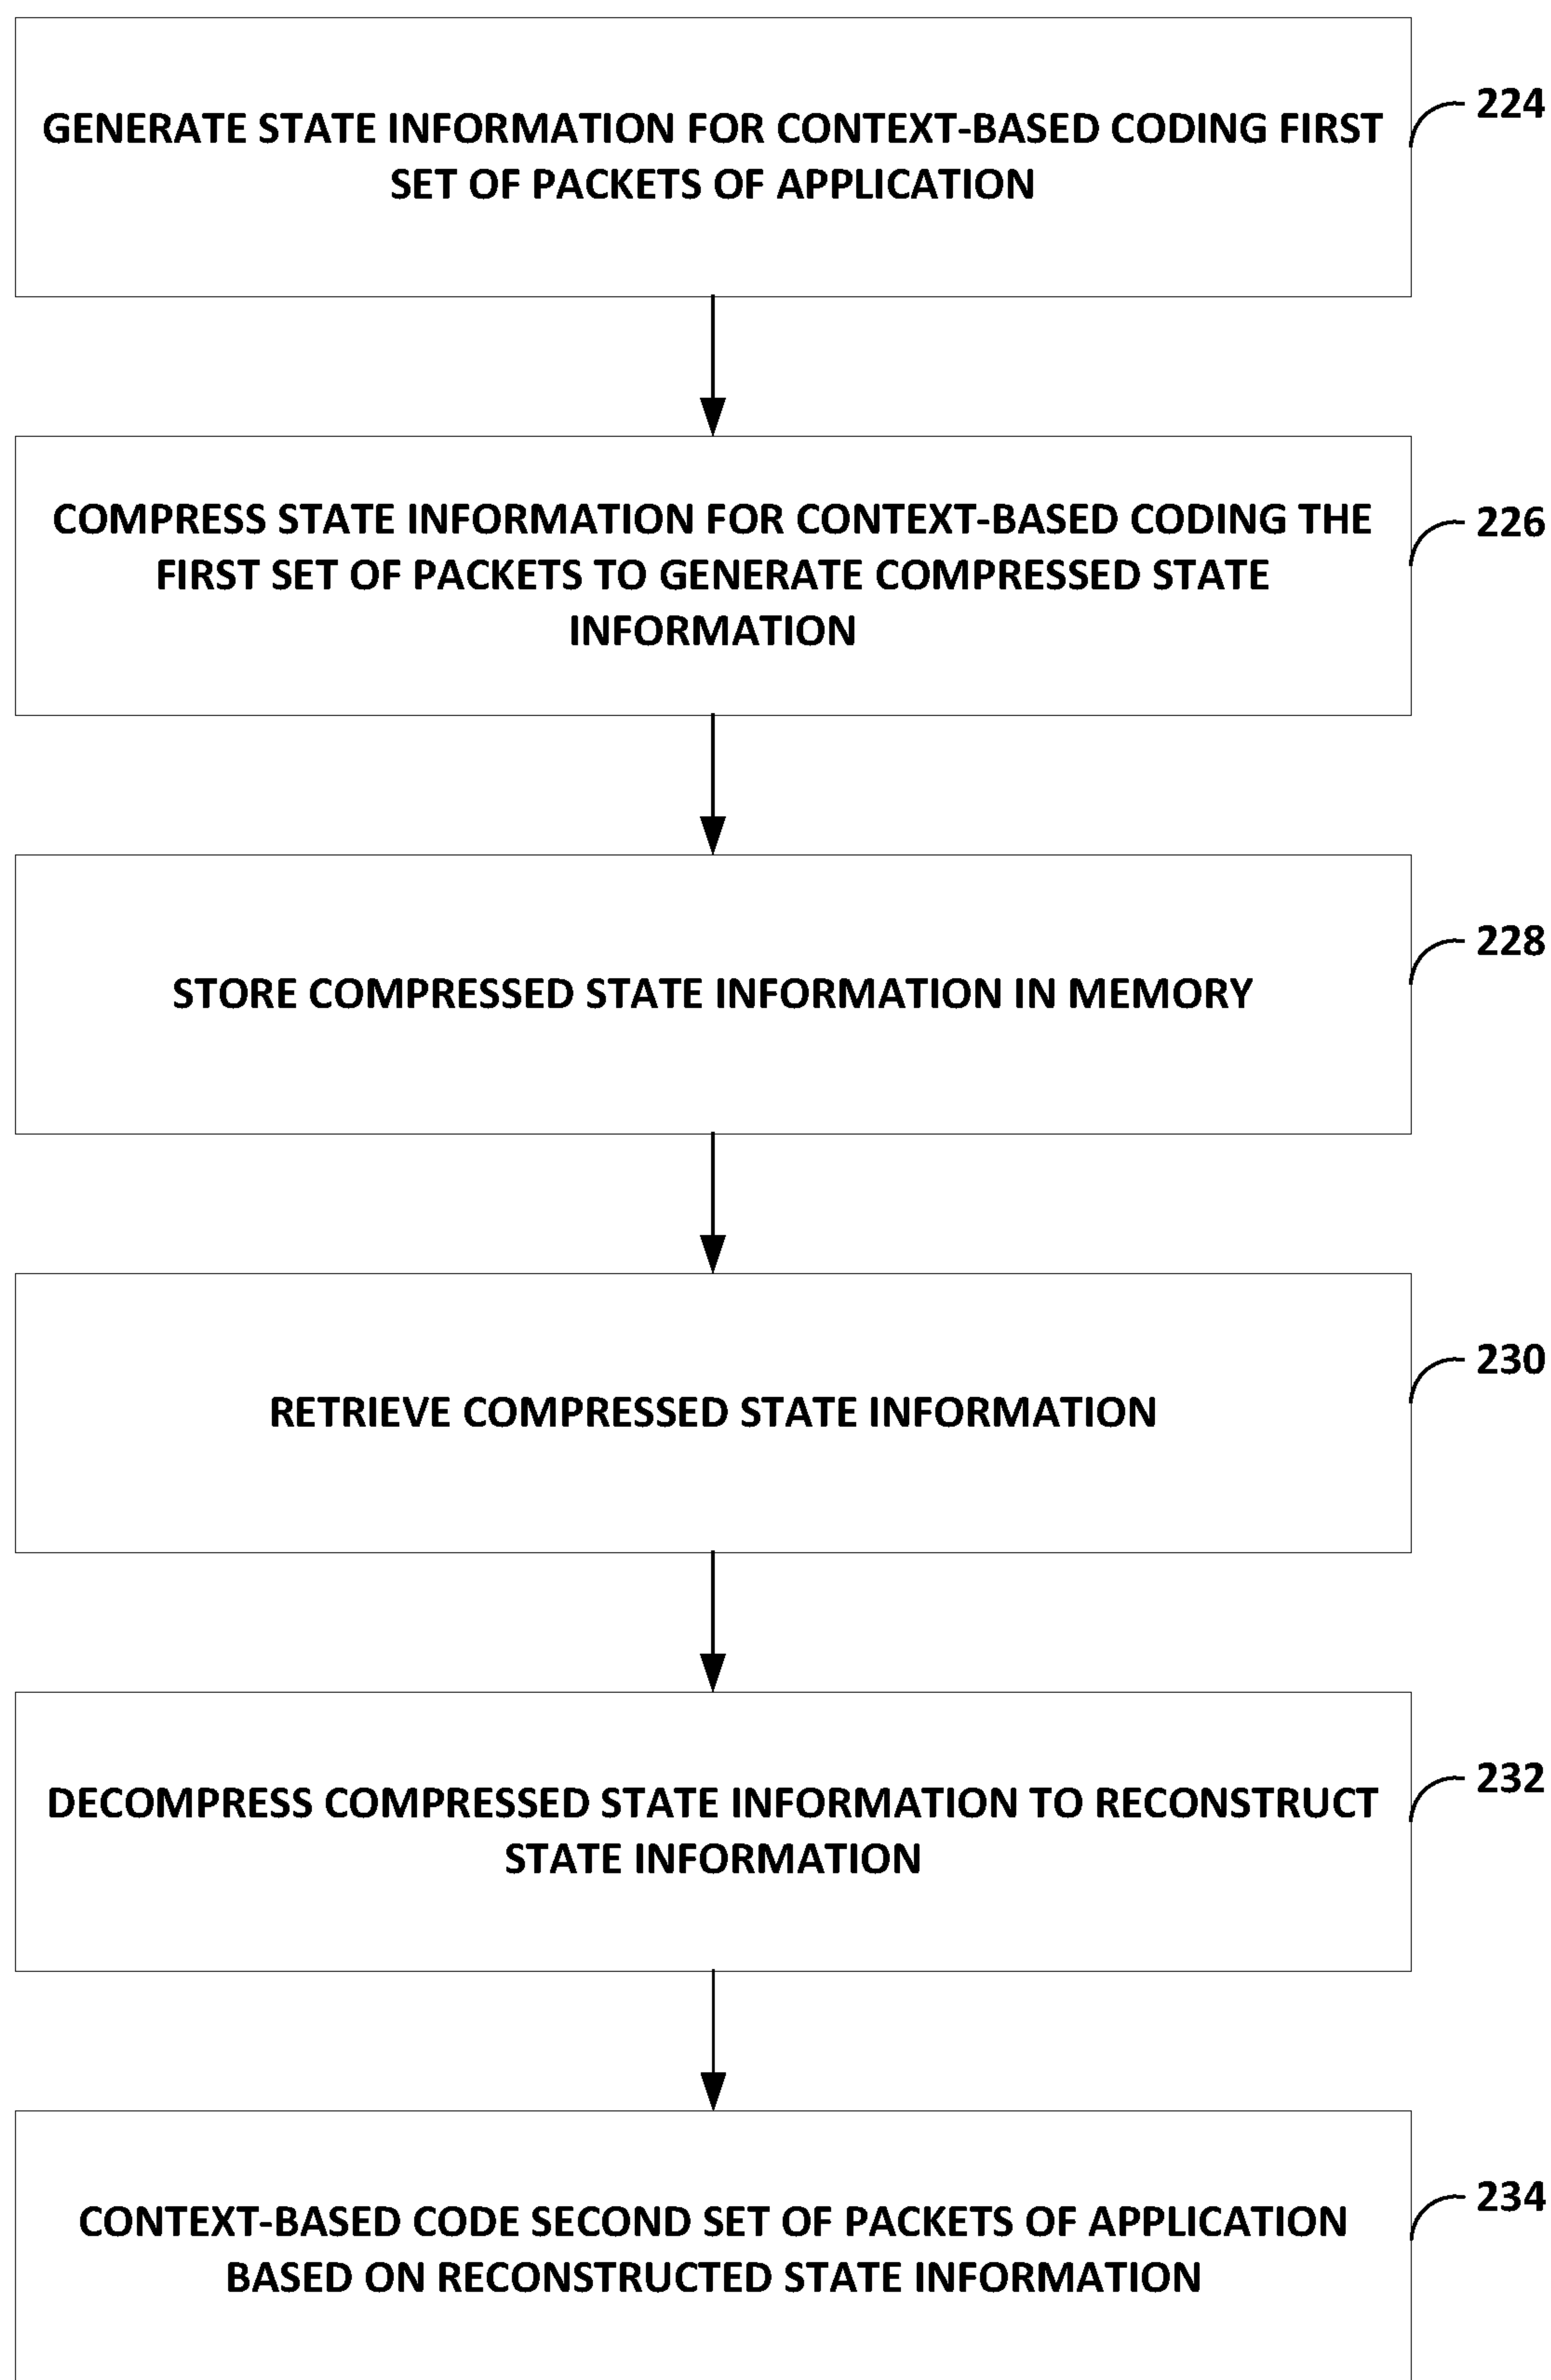 224
GENERATE STATE INFORMATION FOR CONTEXT-BASED CODING FIRST
SET OF PACKETS OF APPLICATION
226
COMPRESS STATE INFORMATION FOR CONTEXT-BASED CODING THE
FIRST SET OF PACKETS TO GENERATE COMPRESSED STATE
INFORMATION
228
STORE COMPRESSED STATE INFORMATION IN MEMORY
230
RETRIEVE COMPRESSED STATE INFORMATION
232
DECOMPRESS COMPRESSED STATE INFORMATION TO RECONSTRUCT
STATE INFORMATION
234
CONTEXT-BASED CODE SECOND SET OF PACKETS OF APPLICATION
BASED ON RECONSTRUCTED STATE INFORMATION